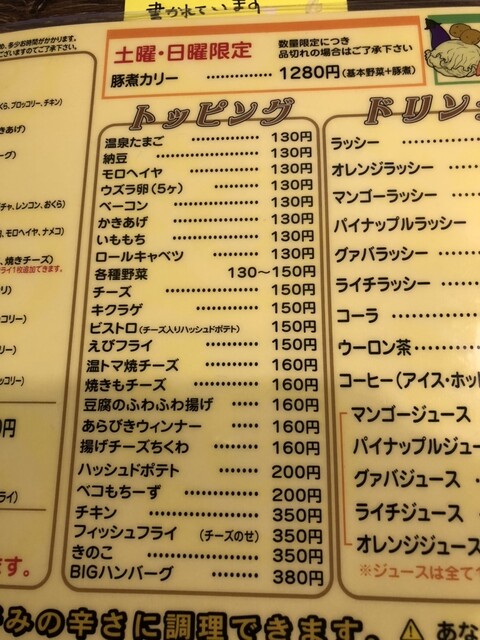 書かれています
土曜・日曜限定
数量限定につき
品切れの場合はご了承下さい
豚煮カリー ………… 1280円(基本野菜+豚煮)
トッピング
温泉たまご ………… 130円
納豆 ………… 130円
モロヘイヤ ………… 130円
ウズラ卵(5ヶ) ………… 130円
ベーコン ………… 130円
かきあげ ………… 130円
いももち ………… 130円
ロールキャベツ ………… 130円
各種野菜 130〜150円
チーズ ………… 150円
キクラゲ ………… 150円
ビストロ(チーズ入りハッシュドポテト) 150円
えびフライ ………… 150円
温トマ焼チーズ ………… 160円
焼きもチーズ ………… 160円
豆腐のふわふわ揚げ ………… 160円
あらびきウィンナー ………… 160円
揚げチーズちくわ ………… 160円
ハッシュドポテト ………… 200円
ベコもちーず ………… 200円
チキン ………… 350円
フィッシュフライ (チーズのせ) 350円
きのこ ………… 350円
BIGハンバーグ ………… 380円
ドリン
ラッシー …………
オレンジラッシー …………
マンゴーラッシー …………
パイナップルラッシー
グァバラッシー …………
ライチラッシー …………
コーラ …………
ウーロン茶 …………
コーヒー(アイス・ホッ
マンゴージュース
パイナップルジュー
グァバジュース
ライチジュース
オレンジジュース
※ジュースは全て
みの辛さに調理できます。
あな